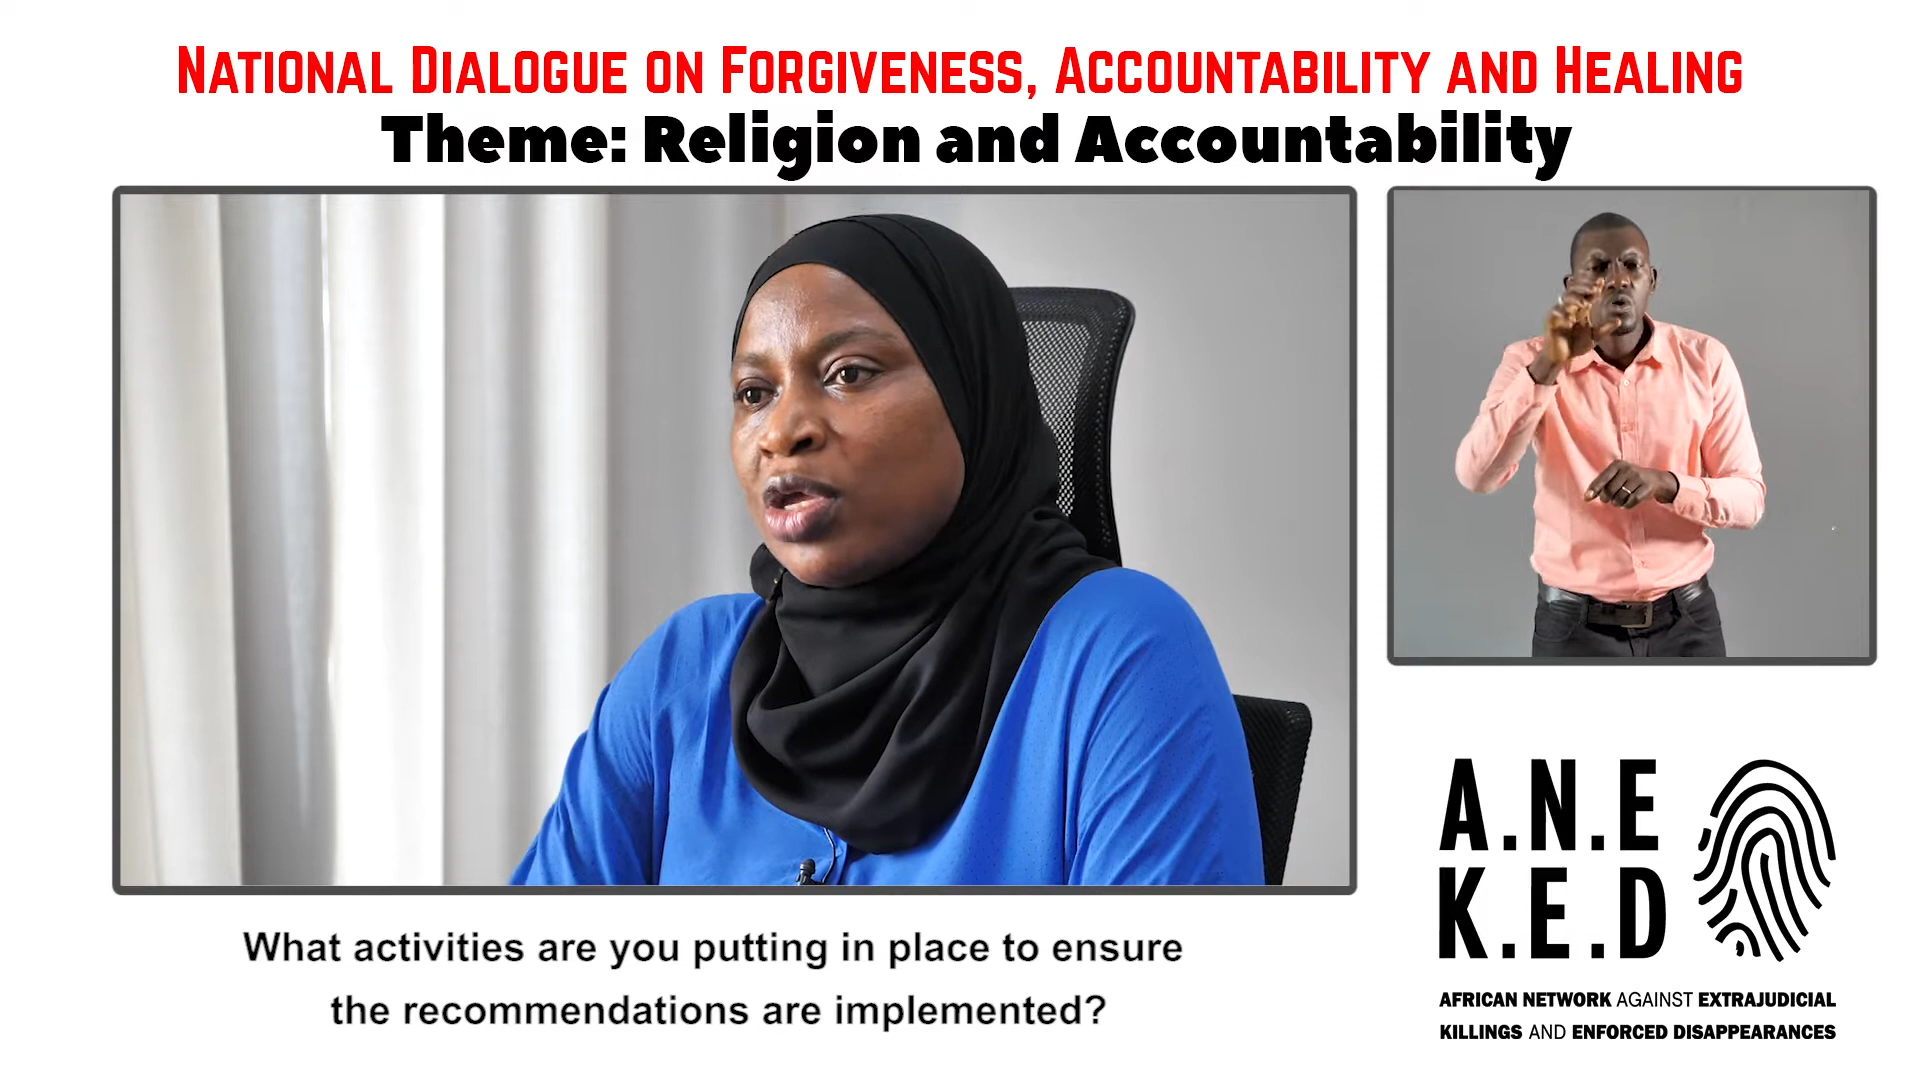 NATIONAL DIALOGUE ON FORGIVENESS, ACCOUNTABILITY AND HEALING
Theme: Religion and Accountability
What activities are you putting in place to ensure
the recommendations are implemented?
A.N.E
K.E.D
AFRICAN NETWORK AGAINST EXTRAJUDICIAL
KILLINGS AND ENFORCED DISAPPEARANCES